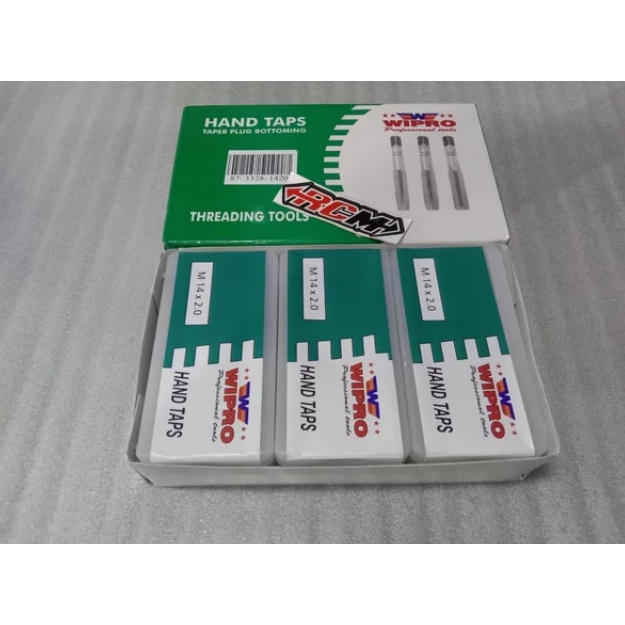 HAND TAPS
TAPER PLUG BOTTOMING
87-3328-1420
THREADING TOOLS
W
WIPRO
Professional tools
RCM
M 14 x 2.0
W
WIPRO
Professional tools
HAND TAPS
M 14 x 2.0
W
WIPRO
Professional tools
HAND TAPS
M 14 x 2.0
W
WIPRO
Professional tools
HAND TAPS